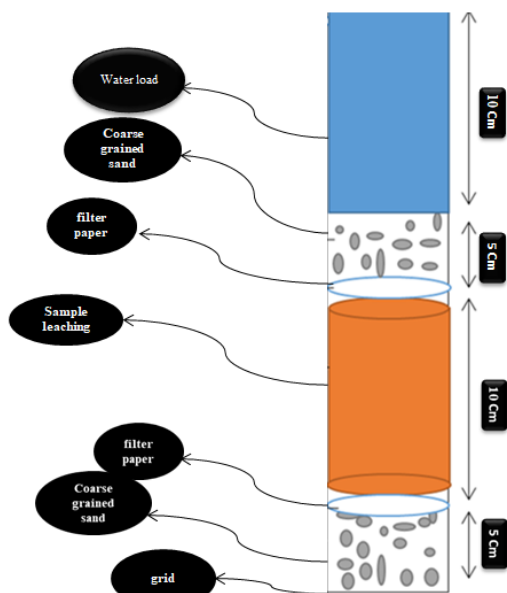 Water load
10 Cm
Coarse
grained
sand
filter
paper
5 Cm
Sample
leaching
10 Cm
filter
paper
Coarse
grained
sand
5 Cm
grid